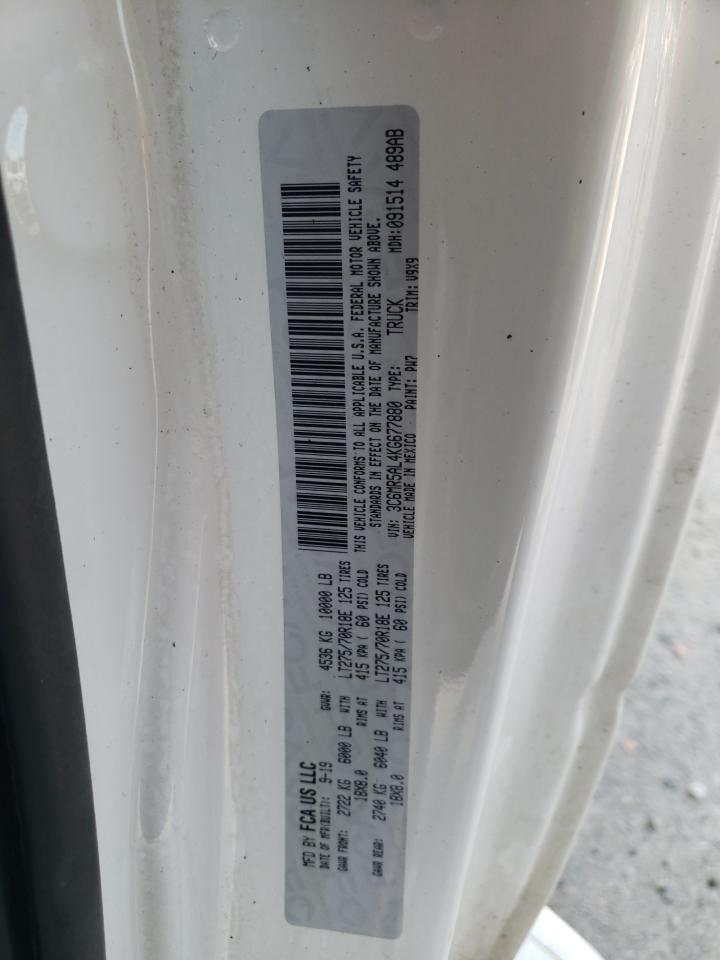 MFD BY FCA US LLC
DATE OF MFR(BUILT): 9-19 GVWR: 4536 KG 10000 LB
GAWR FRONT: 2722 KG 6000 LB WITH LT275/70R18E 125 TIRES
18X8.0 RIMS AT 415 KPA ( 60 PSI) COLD
GAWR REAR: 2740 KG 6040 LB WITH LT275/70R18E 125 TIRES
18X8.0 RIMS AT 415 KPA ( 60 PSI) COLD
THIS VEHICLE CONFORMS TO ALL APPLICABLE U.S.A. FEDERAL MOTOR VEHICLE SAFETY
STANDARDS IN EFFECT ON THE DATE OF MANUFACTURE SHOWN ABOVE.
VIN: 3C6MR5AL4KG677880 TYPE: TRUCK MDH:091514 489AB
VEHICLE MADE IN MEXICO PAINT: PW7 TRIM: V9X9